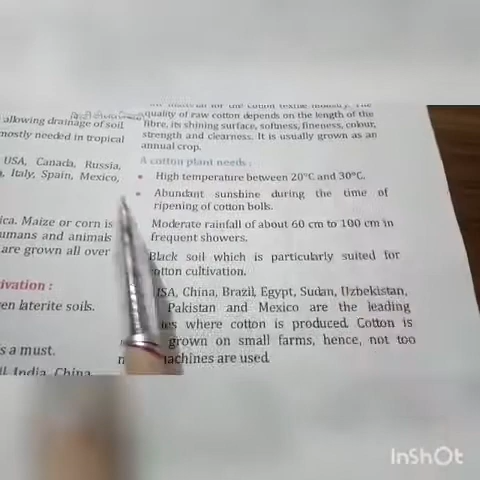 allowing drainage of soil
mostly needed in tropical
USA, Canada, Russia,
Italy, Spain, Mexico,
ica. Maize or corn is
umans and animals
are grown all over
ivation :
en laterite soils.
s a must.
India, China
quality of raw cotton depends on the length of the
fibre, its shining surface, softness, fineness, colour,
strength and clearness. It is usually grown as an
annual crop.
A cotton plant needs :
• High temperature between 20°C and 30°C.
• Abundant sunshine during the time of
ripening of cotton bolls.
Moderate rainfall of about 60 cm to 100 cm in
frequent showers.
Black soil which is particularly suited for
otton cultivation.
USA, China, Brazil, Egypt, Sudan, Uzbekistan,
Pakistan and Mexico are the leading
ies where cotton is produced. Cotton is
grown on small farms, hence, not too
achines are used
InShOt